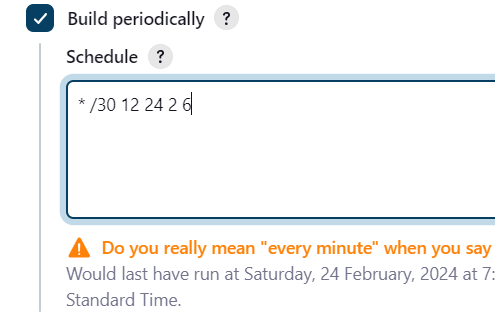 Build periodically ?
Schedule ?
* /30 12 24 2 6
Do you really mean "every minute" when you say
Would last have run at Saturday, 24 February, 2024 at 7:
Standard Time.